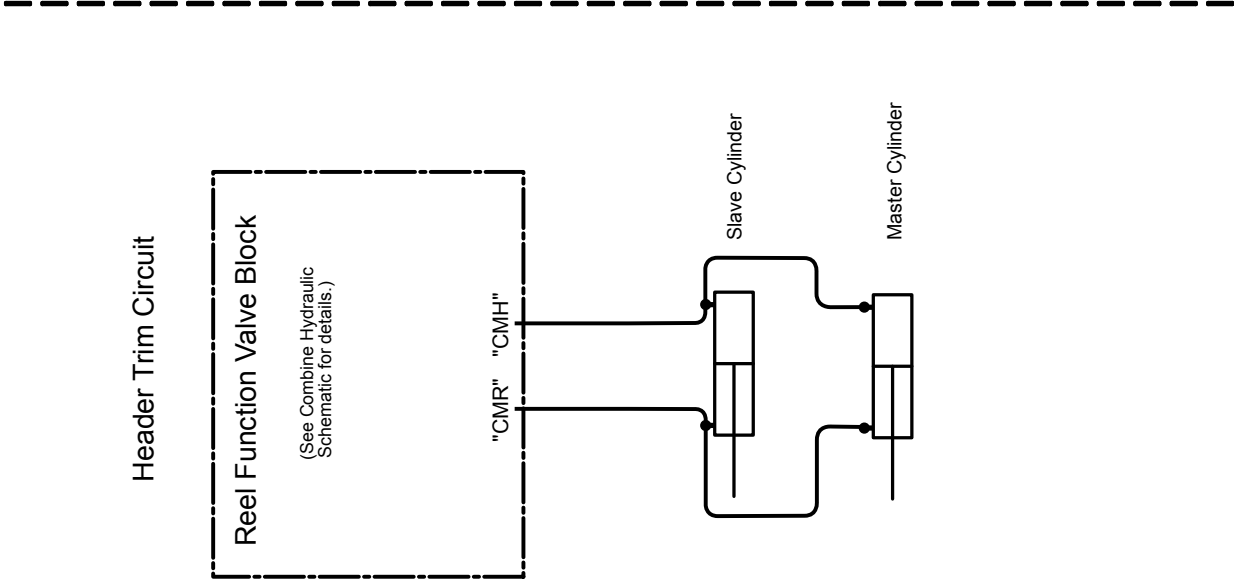 Header Trim Circuit
Reel Function Valve Block
(See Combine Hydraulic
Schematic for details.)
"CMR"
"CMH"
Slave Cylinder
Master Cylinder